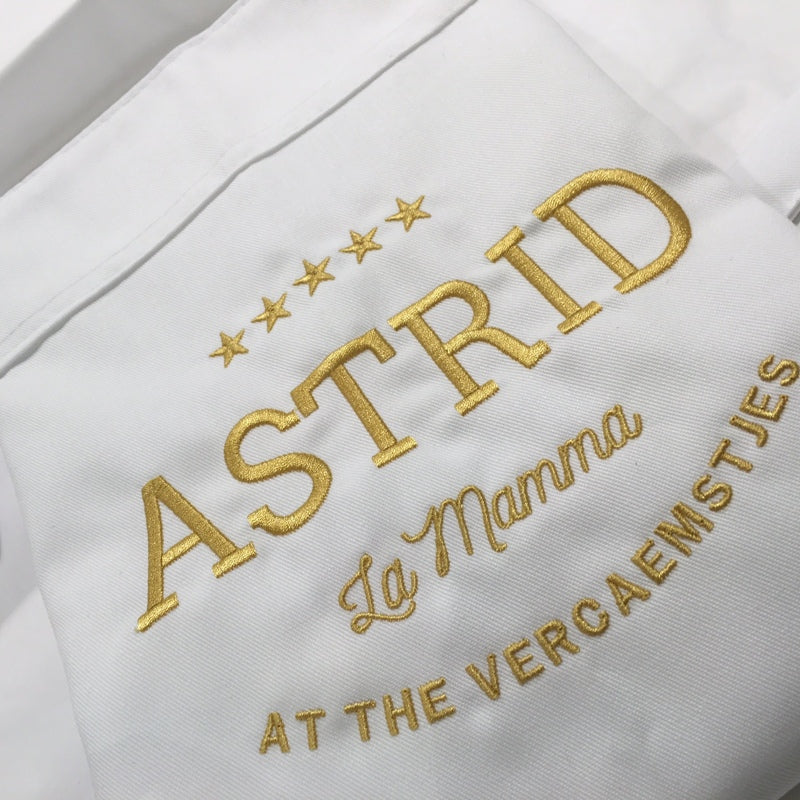 ASTRID
La Mamma
AT THE VERCAEMSTJES